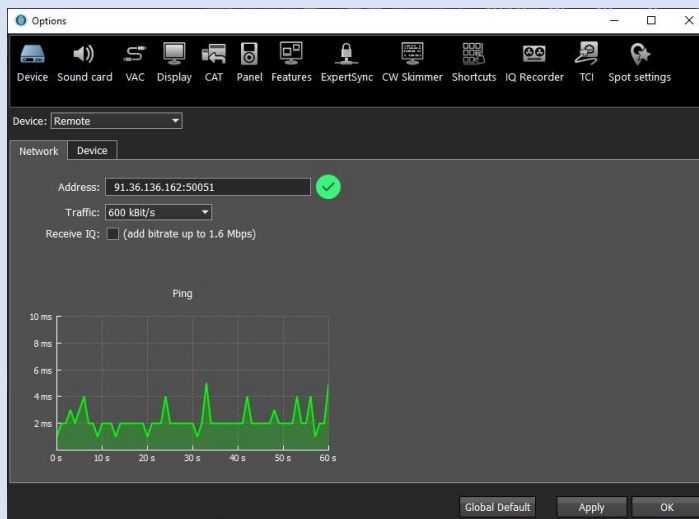 Options
Device Sound card VAC Display CAT Panel Features ExpertSync CW Skimmer Shortcuts IQ Recorder TCI Spot settings
Device: Remote
Network Device
Address: 91.36.136.162:50051
Traffic: 600 kBit/s
Receive IQ: (add bitrate up to 1.6 Mbps)
Ping
10 ms
8 ms
6 ms
4 ms
2 ms
0 s 10 s 20 s 30 s 40 s 50 s 60 s
Global Default Apply OK